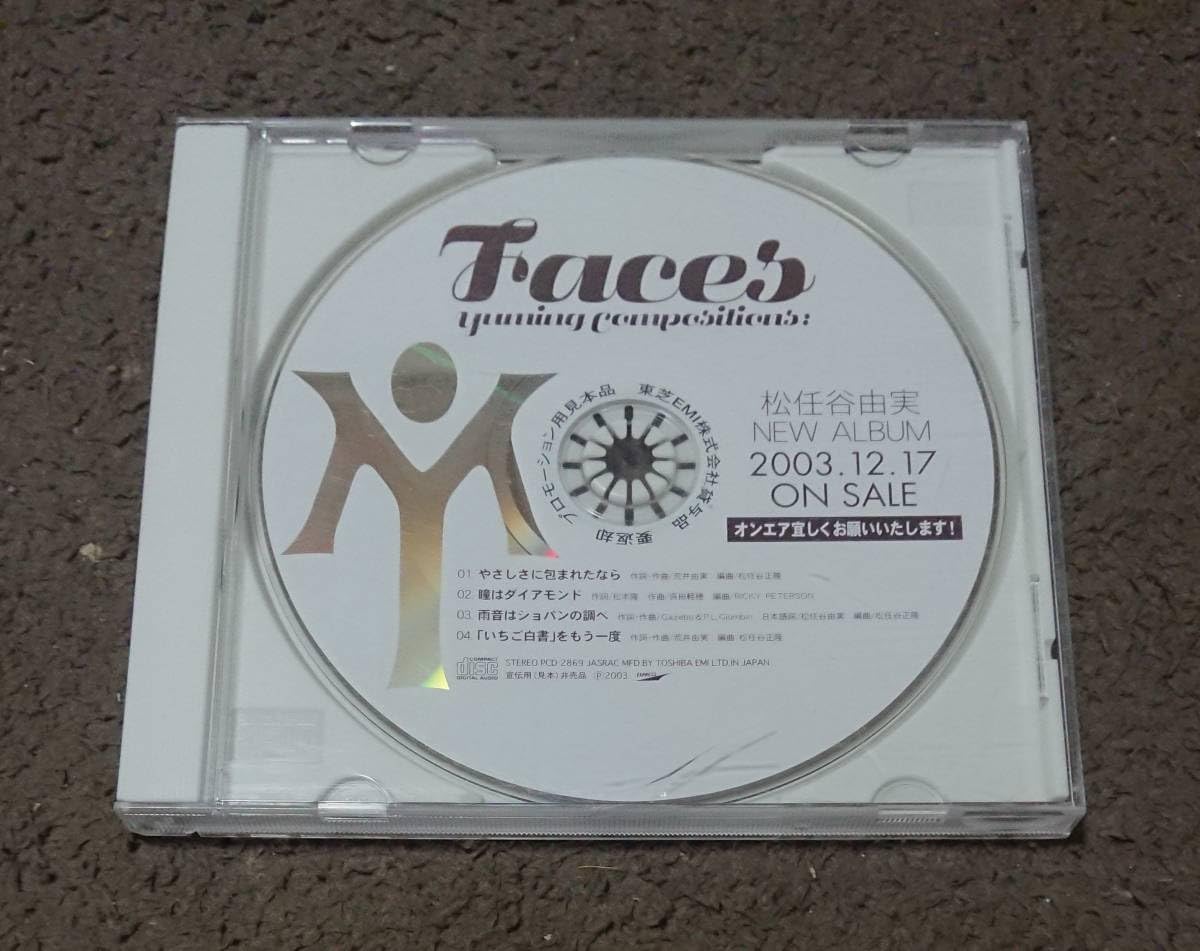 Faces
yuming compositions:
東芝EMI株式会社貸与品
プロモーション用見本品
要返却
松任谷由実
NEW ALBUM
2003.12.17
ON SALE
オンエア宜しくお願いいたします!
01. やさしさに包まれたなら 作詞・作曲/荒井由実 編曲/松任谷正隆
02. 瞳はダイアモンド 作詞/松本隆 作曲/呉田軽穂 編曲/RICKY PETERSON
03. 雨音はショパンの調べ 作詞・作曲/Gazebo & P.L.Giombini 日本語詞/松任谷由実 編曲/松任谷正隆
04. 「いちご白書」をもう一度 作詞・作曲/荒井由実 編曲 松任谷正隆
COMPACT
disc
DIGITAL AUDIO
STEREO PCD-2869 JASRAC MFD.BY TOSHIBA EMI LTD.IN JAPAN
宣伝用(見本)非売品 Ⓟ2003